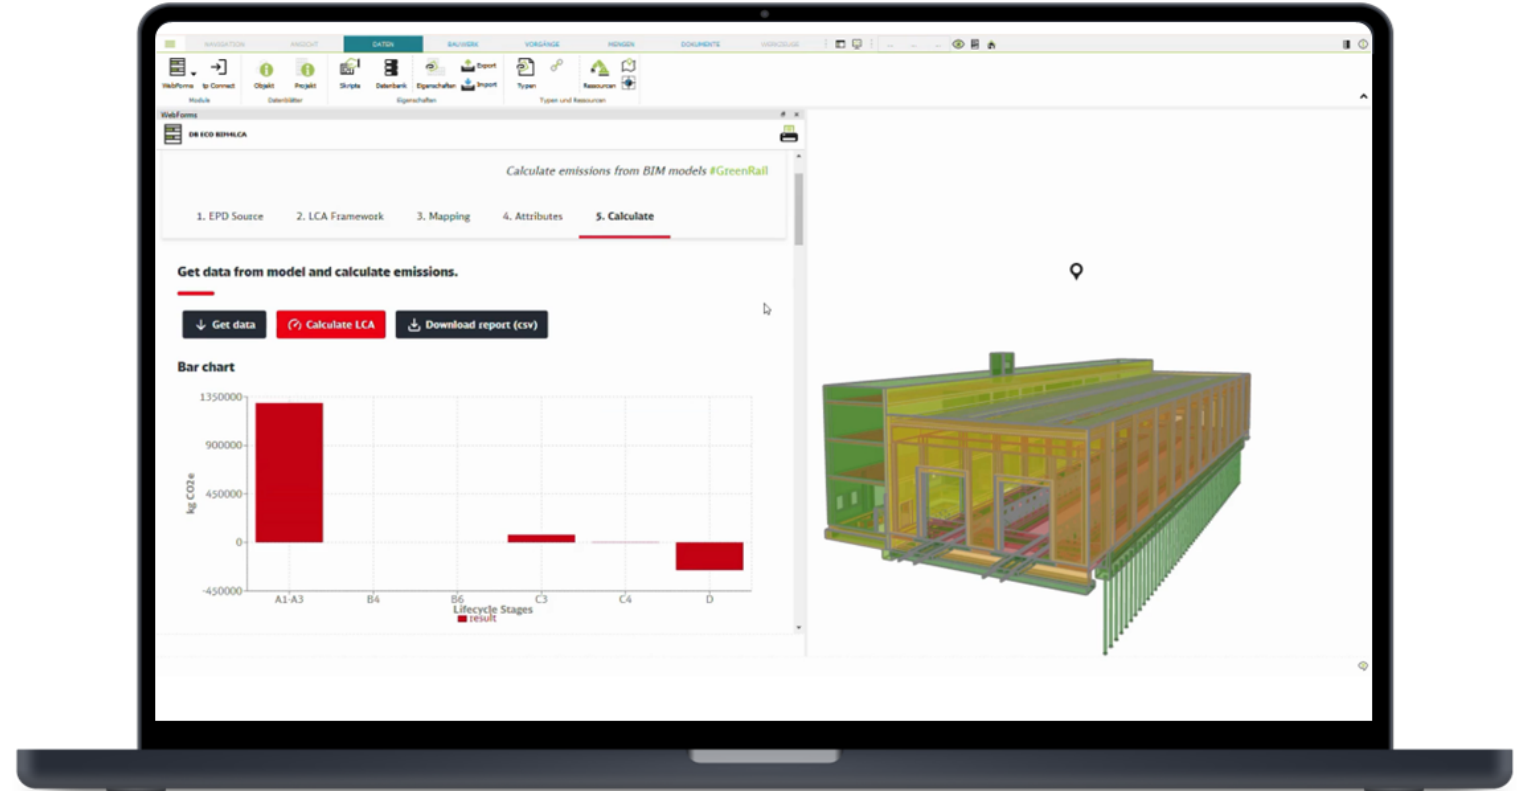 NAVIGATION ANSICHT DATEN BAUWERK VORGÄNGE MENGEN DOKUMENTE WERKZEUGE
WebForms tp Connect Objekt Projekt Skripte Datenbank Eigenschaften Export Import Typen Ressourcen
Module Datenblätter Eigenschaften Typen und Ressourcen
WebForms
DB ECO BIM4LCA
Calculate emissions from BIM models #GreenRail
1. EPD Source 2. LCA Framework 3. Mapping 4. Attributes 5. Calculate
Get data from model and calculate emissions.
Get data Calculate LCA Download report (csv)
Bar chart
kg CO2e
1350000
900000
450000
0
-450000
A1-A3 B4 B6 C3 C4 D
Lifecycle Stages
result